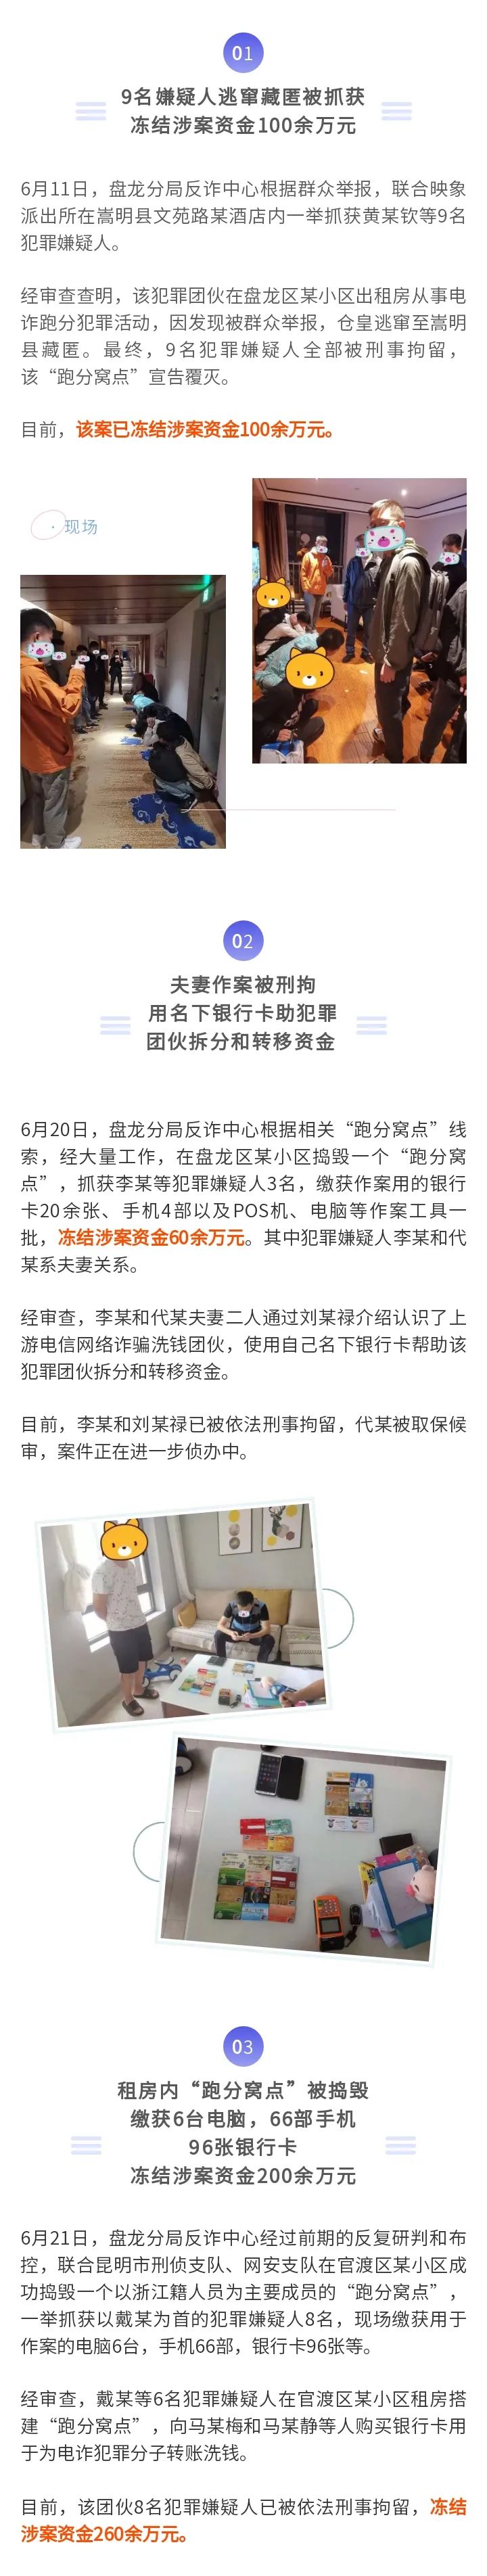 01
9名嫌疑人逃窜藏匿被抓获
冻结涉案资金100余万元
6月11日，盘龙分局反诈中心根据群众举报，联合映象
派出所在嵩明县文苑路某酒店内一举抓获黄某钦等9名
犯罪嫌疑人。
经审查查明，该犯罪团伙在盘龙区某小区出租房从事电
诈跑分犯罪活动，因发现被群众举报，仓皇逃窜至嵩明
县藏匿。最终，9名犯罪嫌疑人全部被刑事拘留，
该“跑分窝点”宣告覆灭。
目前，该案已冻结涉案资金100余万元。
· 现场
02
夫妻作案被刑拘
用名下银行卡助犯罪
团伙拆分和转移资金
6月20日，盘龙分局反诈中心根据相关“跑分窝点”线
索，经大量工作，在盘龙区某小区捣毁一个“跑分窝
点”，抓获李某等犯罪嫌疑人3名，缴获作案用的银行
卡20余张、手机4部以及POS机、电脑等作案工具一
批，冻结涉案资金60余万元。其中犯罪嫌疑人李某和代
某系夫妻关系。
经审查，李某和代某夫妻二人通过刘某禄介绍认识了上
游电信网络诈骗洗钱团伙，使用自己名下银行卡帮助该
犯罪团伙拆分和转移资金。
目前，李某和刘某禄已被依法刑事拘留，代某被取保候
审，案件正在进一步侦办中。
03
租房内“跑分窝点”被捣毁
缴获6台电脑，66部手机
96张银行卡
冻结涉案资金200余万元
6月21日，盘龙分局反诈中心经过前期的反复研判和布
控，联合昆明市刑侦支队、网安支队在官渡区某小区成
功捣毁一个以浙江籍人员为主要成员的“跑分窝点”，
一举抓获以戴某为首的犯罪嫌疑人8名，现场缴获用于
作案的电脑6台，手机66部，银行卡96张等。
经审查，戴某等6名犯罪嫌疑人在官渡区某小区租房搭
建“跑分窝点”，向马某梅和马某静等人购买银行卡用
于为电诈犯罪分子转账洗钱。
目前，该团伙8名犯罪嫌疑人已被依法刑事拘留，冻结
涉案资金260余万元。